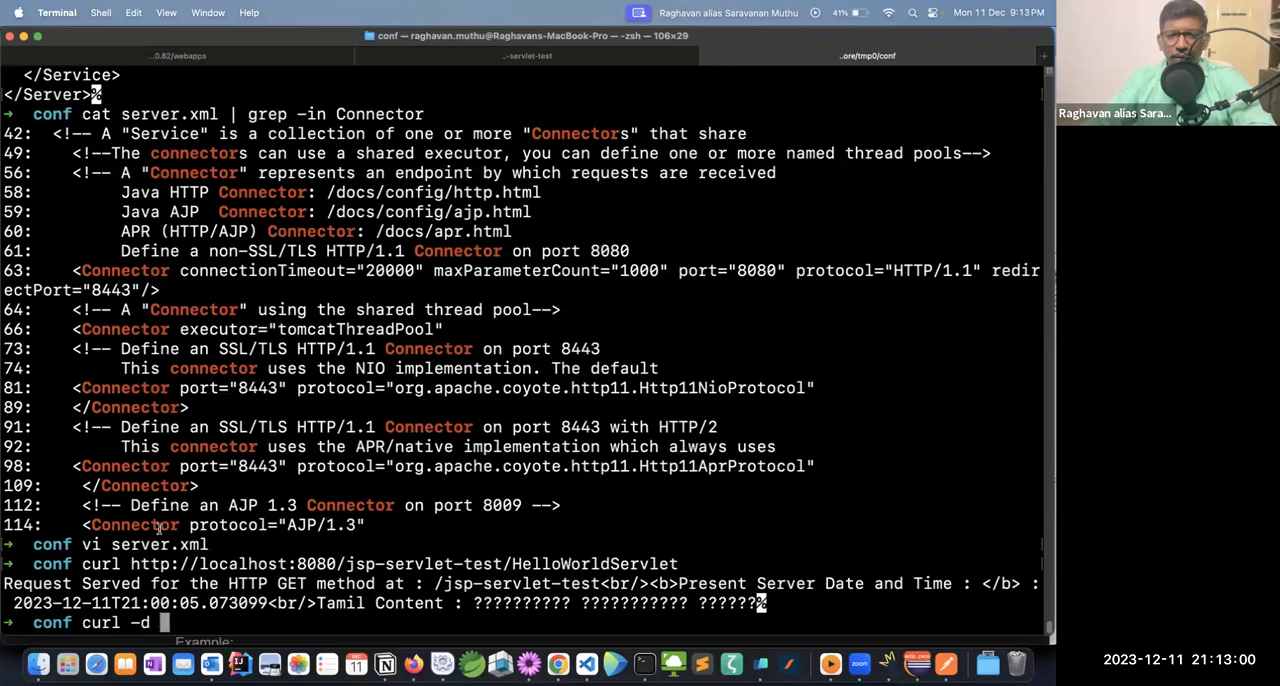 Terminal Shell Edit View Window Help Raghavan alias Saravanan Muthu 41% Mon 11 Dec 9:13 PM
conf — raghavan.muthu@Raghavans-MacBook-Pro — -zsh — 106×29
...0.82/webapps ..-servlet-test ..ore/tmp0/conf
</Service>
</Server>%
→ conf cat server.xml | grep -in Connector
42: <!-- A "Service" is a collection of one or more "Connectors" that share
49: <!--The connectors can use a shared executor, you can define one or more named thread pools-->
56: <!-- A "Connector" represents an endpoint by which requests are received
58: Java HTTP Connector: /docs/config/http.html
59: Java AJP Connector: /docs/config/ajp.html
60: APR (HTTP/AJP) Connector: /docs/apr.html
61: Define a non-SSL/TLS HTTP/1.1 Connector on port 8080
63: <Connector connectionTimeout="20000" maxParameterCount="1000" port="8080" protocol="HTTP/1.1" redir
ectPort="8443"/>
64: <!-- A "Connector" using the shared thread pool-->
66: <Connector executor="tomcatThreadPool"
73: <!-- Define an SSL/TLS HTTP/1.1 Connector on port 8443
74: This connector uses the NIO implementation. The default
81: <Connector port="8443" protocol="org.apache.coyote.http11.Http11NioProtocol"
89: </Connector>
91: <!-- Define an SSL/TLS HTTP/1.1 Connector on port 8443 with HTTP/2
92: This connector uses the APR/native implementation which always uses
98: <Connector port="8443" protocol="org.apache.coyote.http11.Http11AprProtocol"
109: </Connector>
112: <!-- Define an AJP 1.3 Connector on port 8009 -->
114: <Connector protocol="AJP/1.3"
→ conf vi server.xml
→ conf curl http://localhost:8080/jsp-servlet-test/HelloWorldServlet
Request Served for the HTTP GET method at : /jsp-servlet-test<br/><b>Present Server Date and Time : </b> :
2023-12-11T21:00:05.073099<br/>Tamil Content : ?????????? ??????????? ??????%
→ conf curl -d
Example:
Raghavan alias Sara...
2023-12-11 21:13:00